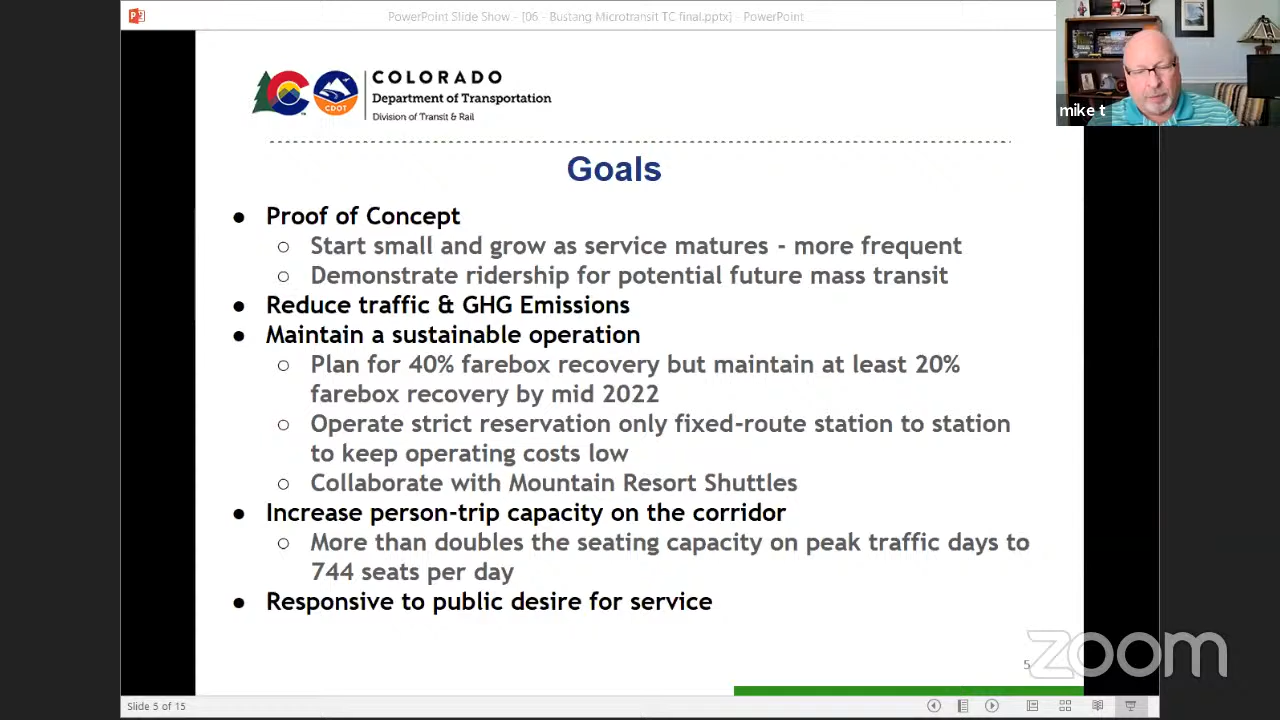 PowerPoint Slide Show - [06 - Bustang Microtransit TC final.pptx] - PowerPoint
mike t
COLORADO
Department of Transportation
CDOT
Division of Transit & Rail
Goals
● Proof of Concept
○ Start small and grow as service matures - more frequent
○ Demonstrate ridership for potential future mass transit
● Reduce traffic & GHG Emissions
● Maintain a sustainable operation
○ Plan for 40% farebox recovery but maintain at least 20%
farebox recovery by mid 2022
○ Operate strict reservation only fixed-route station to station
to keep operating costs low
○ Collaborate with Mountain Resort Shuttles
● Increase person-trip capacity on the corridor
○ More than doubles the seating capacity on peak traffic days to
744 seats per day
● Responsive to public desire for service
5
zoom
Slide 5 of 15